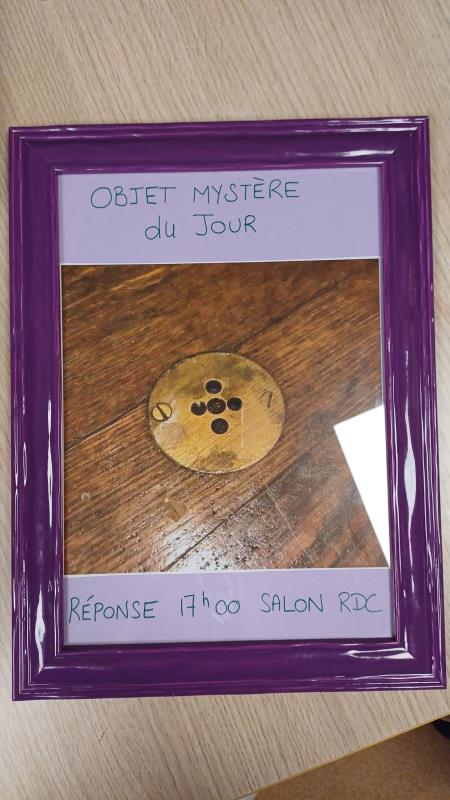 OBJET MYSTÈRE
du JOUR
RÉPONSE 17h00 SALON RDC